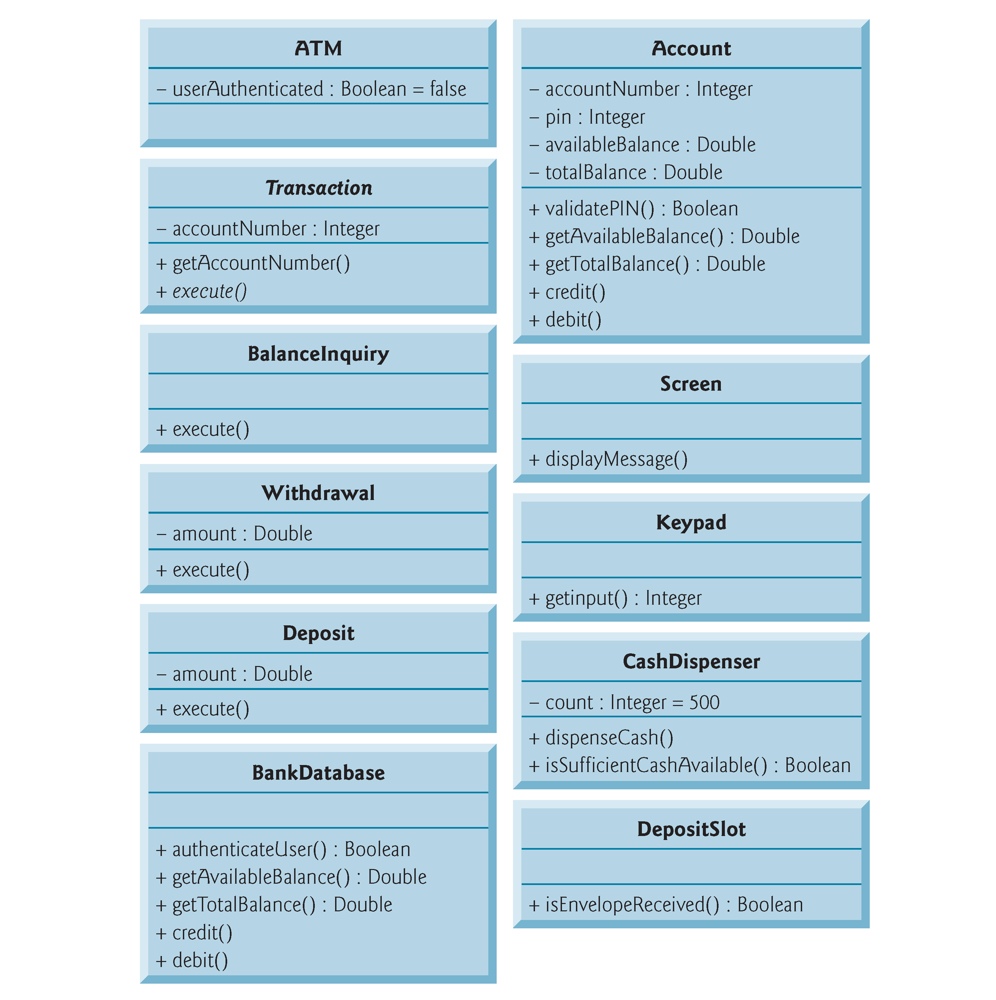 ATM
– userAuthenticated : Boolean = false
Transaction
– accountNumber : Integer
+ getAccountNumber()
+ execute()
BalanceInquiry
+ execute()
Withdrawal
– amount : Double
+ execute()
Deposit
– amount : Double
+ execute()
BankDatabase
+ authenticateUser() : Boolean
+ getAvailableBalance() : Double
+ getTotalBalance() : Double
+ credit()
+ debit()
Account
– accountNumber : Integer
– pin : Integer
– availableBalance : Double
– totalBalance : Double
+ validatePIN() : Boolean
+ getAvailableBalance() : Double
+ getTotalBalance() : Double
+ credit()
+ debit()
Screen
+ displayMessage()
Keypad
+ getinput() : Integer
CashDispenser
– count : Integer = 500
+ dispenseCash()
+ isSufficientCashAvailable() : Boolean
DepositSlot
+ isEnvelopeReceived() : Boolean